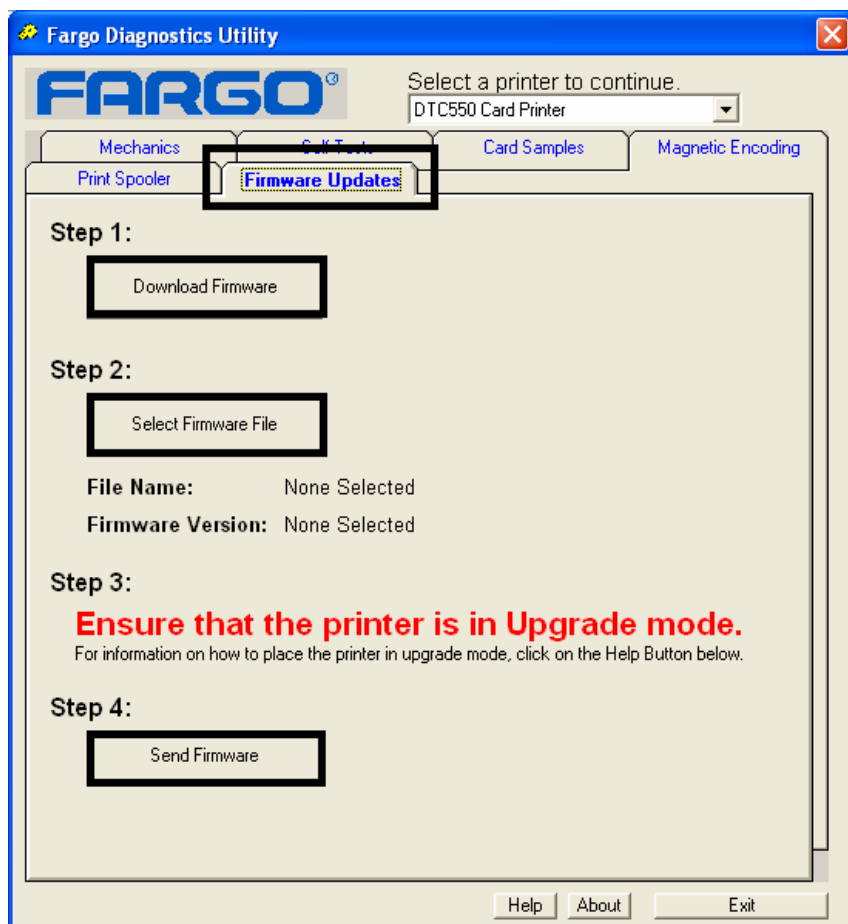 Fargo Diagnostics Utility
FARGO®
Select a printer to continue.
DTC550 Card Printer
Mechanics
Card Samples
Magnetic Encoding
Print Spooler
Firmware Updates
Step 1:
Download Firmware
Step 2:
Select Firmware File
File Name: None Selected
Firmware Version: None Selected
Step 3:
Ensure that the printer is in Upgrade mode.
For information on how to place the printer in upgrade mode, click on the Help Button below.
Step 4:
Send Firmware
Help
About
Exit